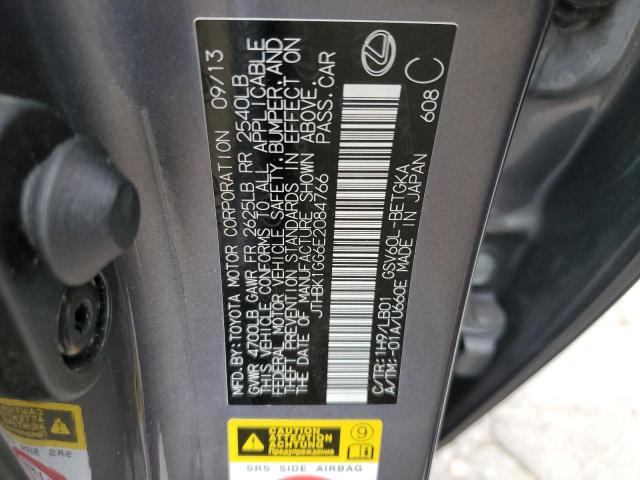 MFD.BY:TOYOTA MOTOR CORPORATION 09/13
GVWR 4700LB GAWR FR 2625LB RR 2540LB
THIS VEHICLE CONFORMS TO ALL APPLICABLE
FEDERAL MOTOR VEHICLE SAFETY, BUMPER, AND
THEFT PREVENTION STANDARDS IN EFFECT ON
THE DATE OF MANUFACTURE SHOWN ABOVE.
JTHBK1GG6E2084766 PASS.CAR
608 C
C/TR:1H9/LB01 GSV60L-BETGKA
A/TM:-01A/U660E MADE IN JAPAN
CAUTION
ATTENTION
Предупреждение
9
SRS SIDE AIRBAG